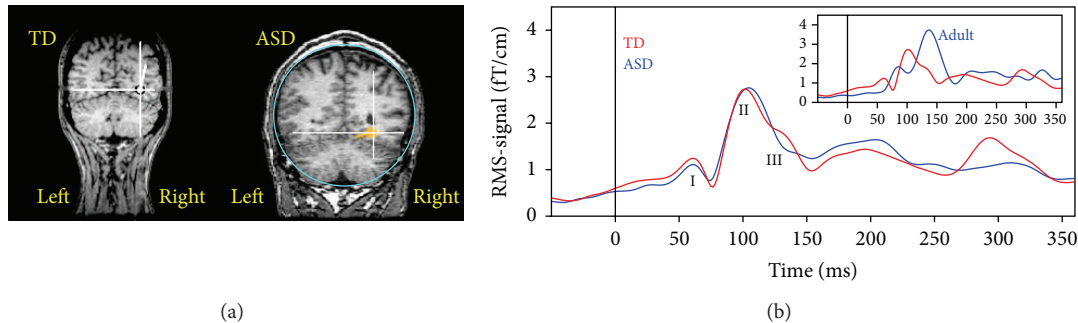 TD
ASD
Left
Right
Left
Right
(a)
RMS-signal (fT/cm)
4
3
2
1
0
TD
ASD
I
II
III
0
50
100
150
200
250
300
350
Time (ms)
4
3
2
1
0
Adult
0
50
100
150
200
250
300
350
(b)